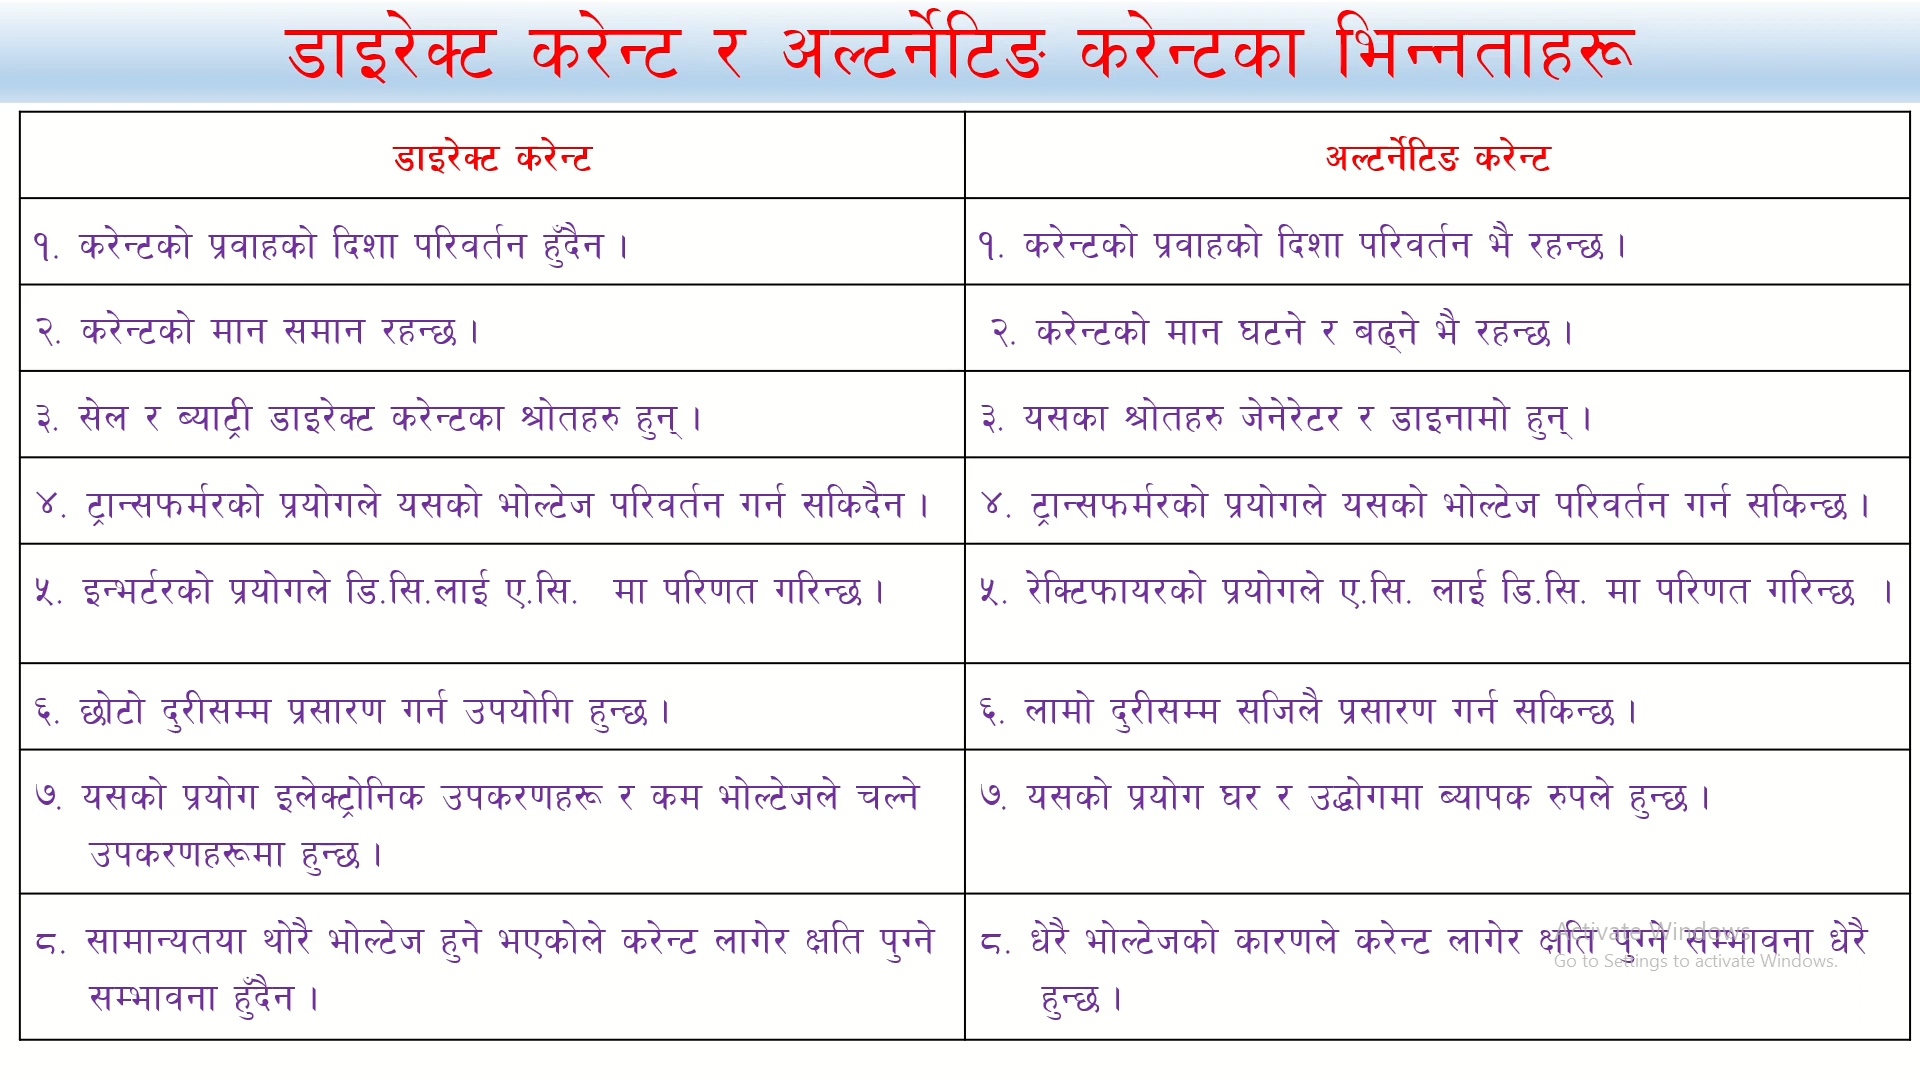 डाइरेक्ट करेन्ट र अल्टर्नेटिङ करेन्टका भिन्नताहरू
डाइरेक्ट करेन्ट
अल्टर्नेटिङ करेन्ट
१. करेन्टको प्रवाहको दिशा परिवर्तन हुँदैन ।
१. करेन्टको प्रवाहको दिशा परिवर्तन भै रहन्छ ।
२. करेन्टको मान समान रहन्छ ।
२. करेन्टको मान घटने र बढ्ने भै रहन्छ ।
३. सेल र ब्याट्री डाइरेक्ट करेन्टका श्रोतहरु हुन् ।
३. यसका श्रोतहरु जेनेरेटर र डाइनामो हुन् ।
४. ट्रान्सफर्मरको प्रयोगले यसको भोल्टेज परिवर्तन गर्न सकिदैन ।
४. ट्रान्सफर्मरको प्रयोगले यसको भोल्टेज परिवर्तन गर्न सकिन्छ ।
५. इन्भर्टरको प्रयोगले डि.सि.लाई ए.सि. मा परिणत गरिन्छ ।
५. रेक्टिफायरको प्रयोगले ए.सि. लाई डि.सि. मा परिणत गरिन्छ ।
६. छोटो दुरीसम्म प्रसारण गर्न उपयोगि हुन्छ ।
६. लामो दुरीसम्म सजिलै प्रसारण गर्न सकिन्छ ।
७. यसको प्रयोग इलेक्ट्रोनिक उपकरणहरू र कम भोल्टेजले चल्ने
उपकरणहरूमा हुन्छ ।
७. यसको प्रयोग घर र उद्धोगमा ब्यापक रुपले हुन्छ ।
८. सामान्यतया थोरै भोल्टेज हुने भएकोले करेन्ट लागेर क्षति पुग्ने
सम्भावना हुँदैन ।
८. धेरै भोल्टेजको कारणले करेन्ट लागेर क्षति पुग्ने सम्भावना धेरै
हुन्छ ।
Activate Windows
Go to Settings to activate Windows.